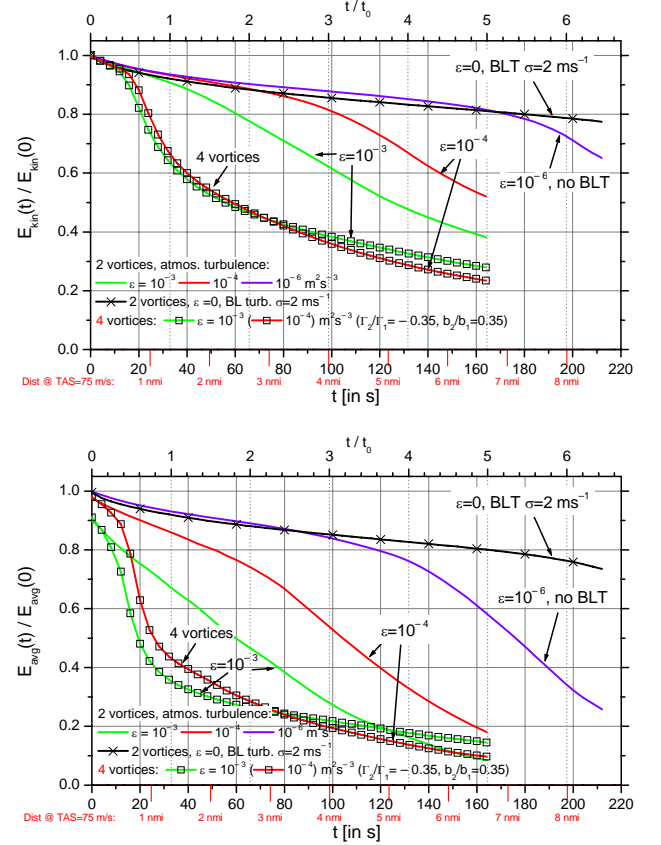 t / t0
0 1 2 3 4 5 6
1.0
0.8
0.6
0.4
0.2
0.0
Ekin(t) / Ekin(0)
ε=0, BLT σ=2 ms−1
4 vortices
ε=10−3
ε=10−4
ε=10−6, no BLT
2 vortices, atmos. turbulence:
ε = 10−3 10−4 10−6 m2s−3
2 vortices, ε =0, BL turb. σ=2 ms−1
4 vortices: ε = 10−3 ( 10−4) m2s−3 (Γ2/Γ1= − 0.35, b2/b1=0.35)
0 20 40 60 80 100 120 140 160 180 200 220
Dist @ TAS=75 m/s: 1 nmi 2 nmi 3 nmi 4 nmi 5 nmi 6 nmi 7 nmi 8 nmi
t [in s]
t / t0
0 1 2 3 4 5 6
1.0
0.8
0.6
0.4
0.2
0.0
Eavg(t) / Eavg(0)
ε=0, BLT σ=2 ms−1
ε=10−6, no BLT
4 vortices
ε=10−4
ε=10−3
2 vortices, atmos. turbulence:
ε = 10−3 10−4 10−6 m2s−3
2 vortices, ε =0, BL turb. σ=2 ms−1
4 vortices: ε = 10−3 ( 10−4) m2s−3 (Γ2/Γ1= − 0.35, b2/b1=0.35)
0 20 40 60 80 100 120 140 160 180 200 220
Dist @ TAS=75 m/s: 1 nmi 2 nmi 3 nmi 4 nmi 5 nmi 6 nmi 7 nmi 8 nmi
t [in s]